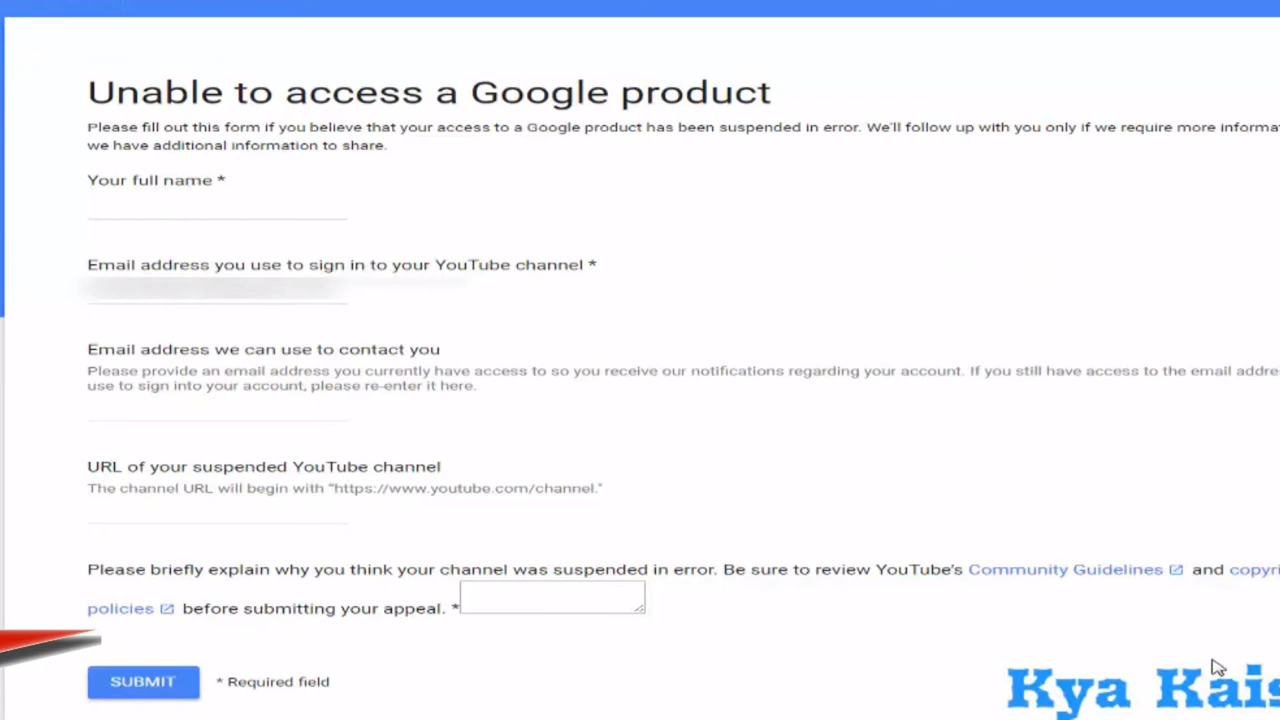 Unable to access a Google product
Please fill out this form if you believe that your access to a Google product has been suspended in error. We'll follow up with you only if we require more informa
we have additional information to share.
Your full name *
Email address you use to sign in to your YouTube channel *
Email address we can use to contact you
Please provide an email address you currently have access to so you receive our notifications regarding your account. If you still have access to the email addre
use to sign into your account, please re-enter it here.
URL of your suspended YouTube channel
The channel URL will begin with "https://www.youtube.com/channel."
Please briefly explain why you think your channel was suspended in error. Be sure to review YouTube's Community Guidelines and copyri
policies before submitting your appeal. *
SUBMIT * Required field
Kya Kais